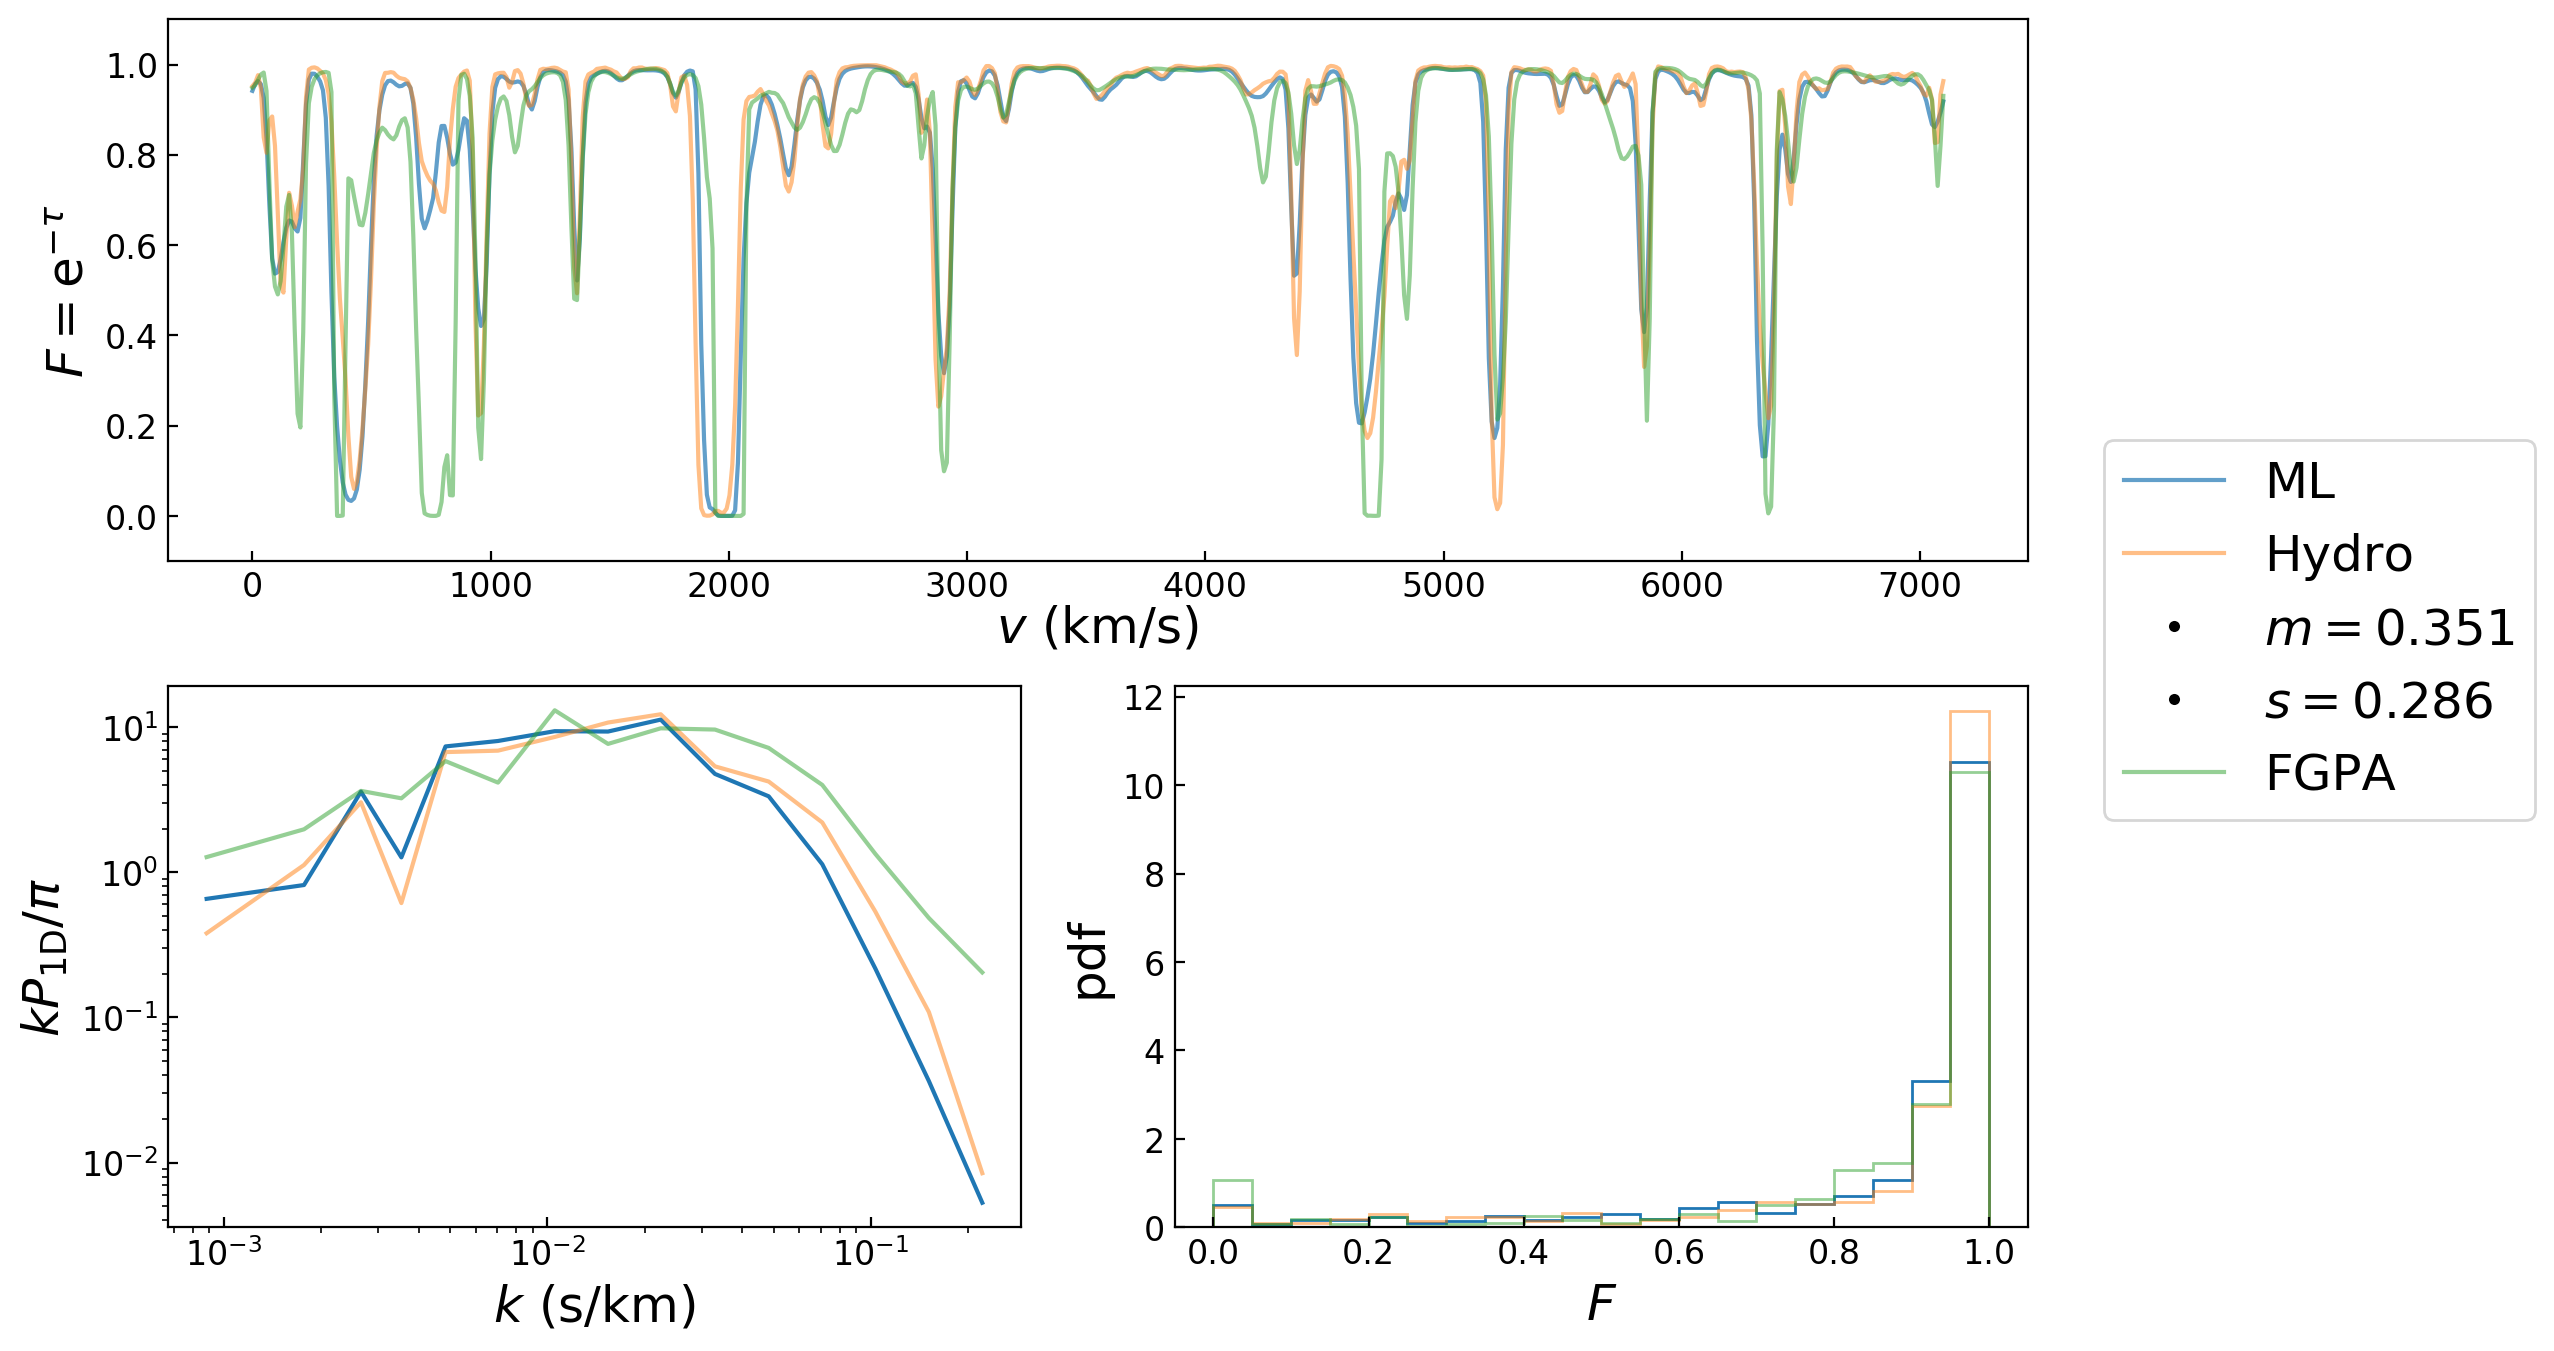 F = e^{−τ}
1.0
0.8
0.6
0.4
0.2
0.0
0 1000 2000 3000 4000 5000 6000 7000
v (km/s)
ML
Hydro
m = 0.351
s = 0.286
FGPA
kP_{1D}/π
10^1
10^0
10^{−1}
10^{−2}
10^{−3} 10^{−2} 10^{−1}
k (s/km)
pdf
12
10
8
6
4
2
0
0.0 0.2 0.4 0.6 0.8 1.0
F